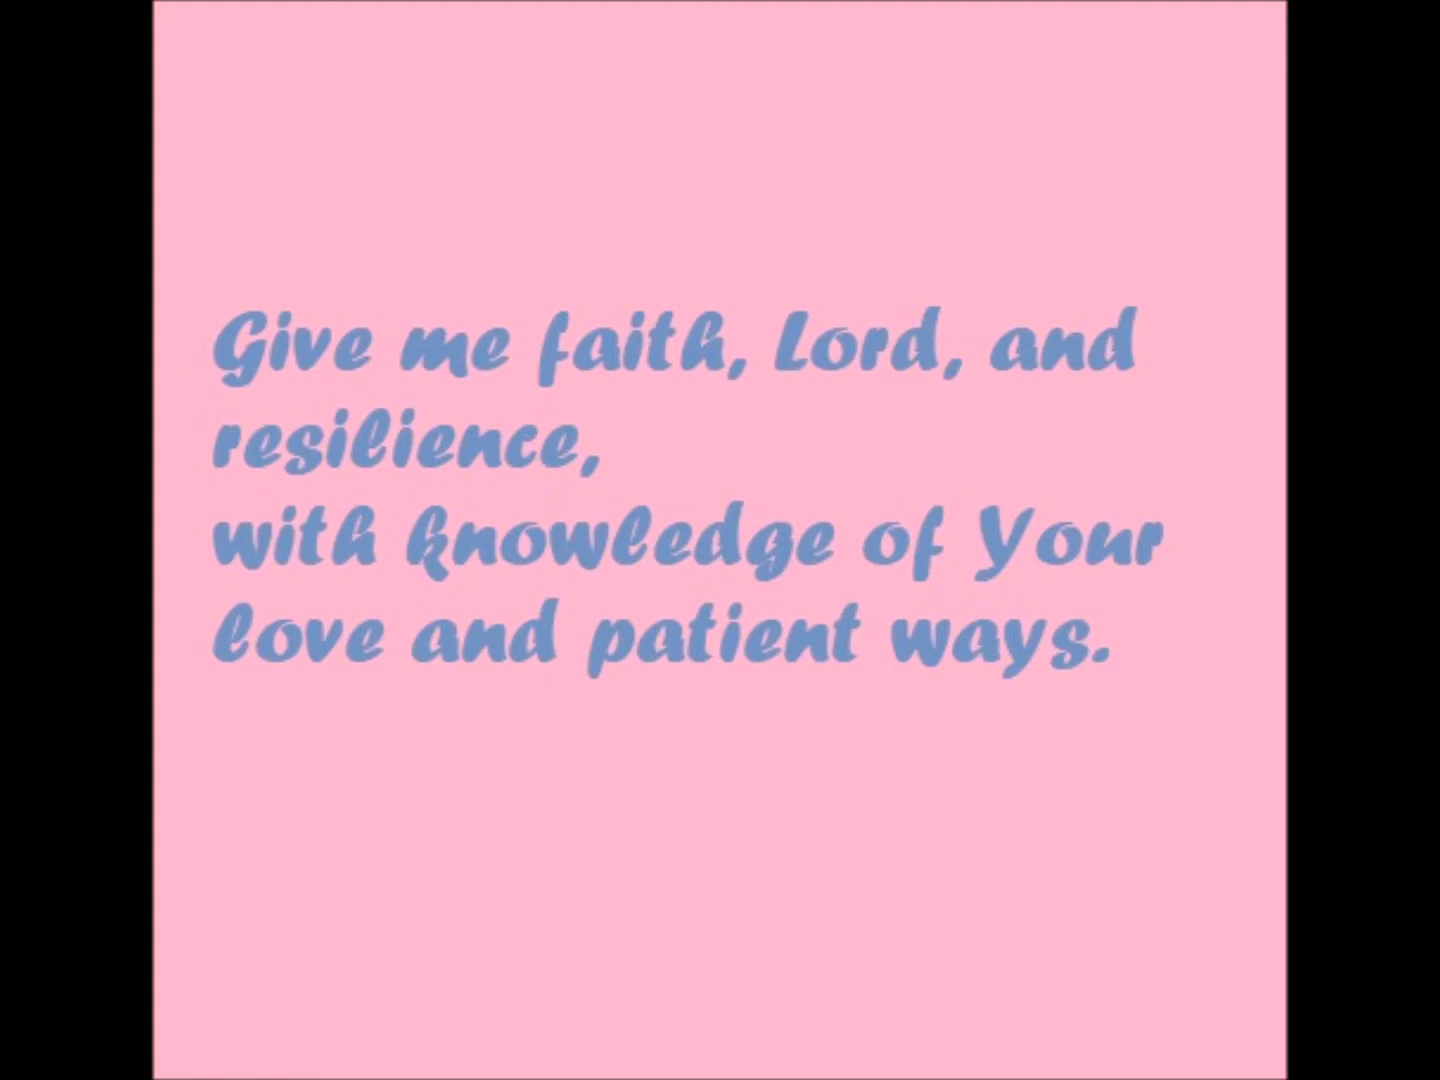 Give me faith, Lord, and
resilience,
with knowledge of Your
love and patient ways.